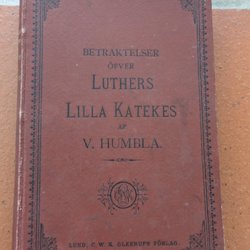 BETRAKTELSER
ÖFVER
LUTHERS
LILLA KATEKES
AF
V. HUMBLA.
LUND, C. W. K. GLEERUPS FÖRLAG.